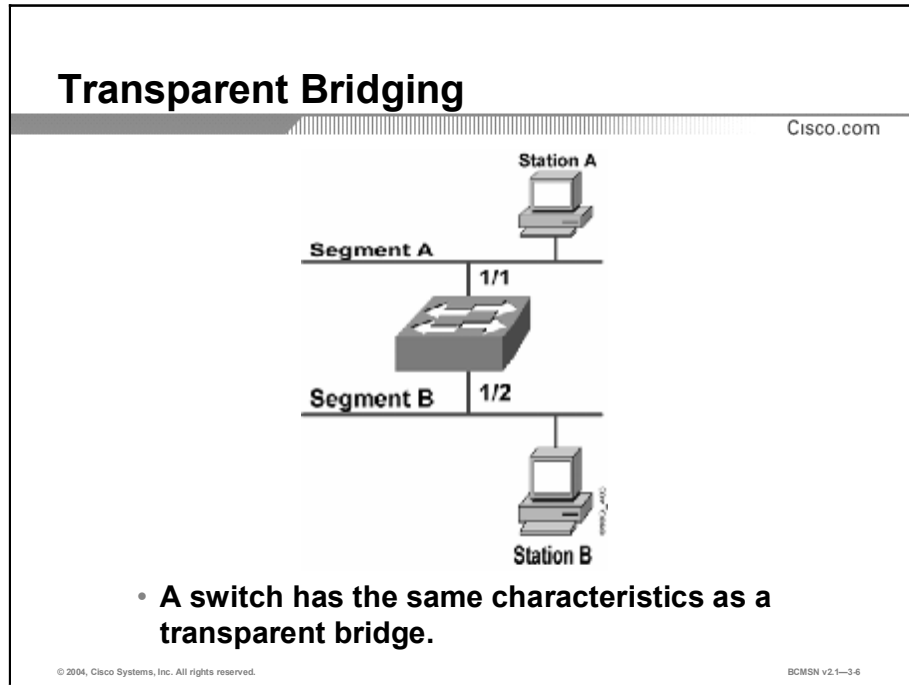 Transparent Bridging
Cisco.com
Station A
Segment A
1/1
Segment B
1/2
Station B
• A switch has the same characteristics as a
transparent bridge.
© 2004, Cisco Systems, Inc. All rights reserved.
BCMSN v2.1—3-6